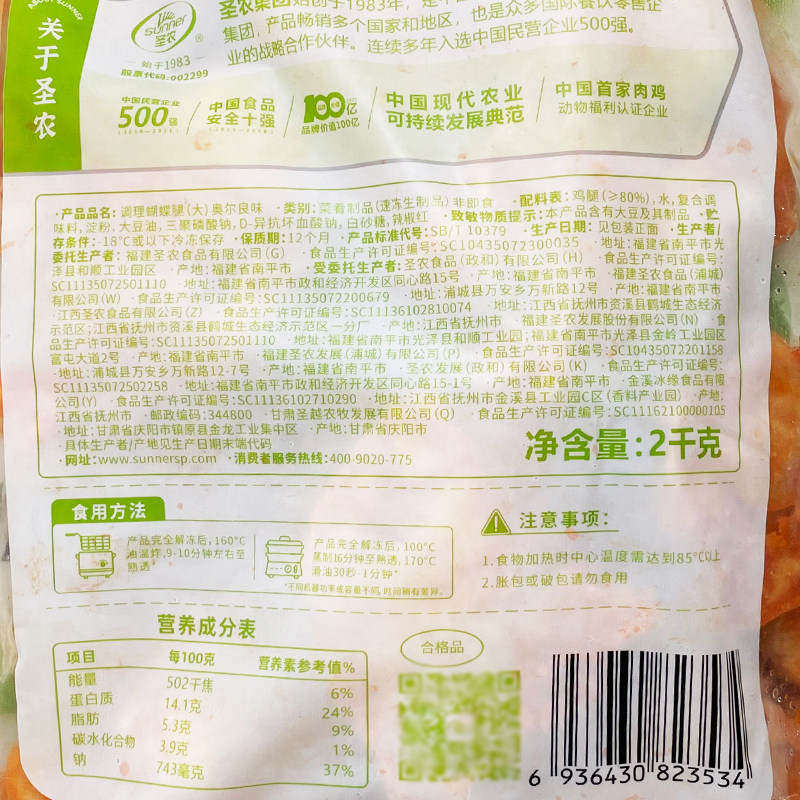 ABOUT SUNNER
关于圣农
圣农集团始创于1983年，是中
也是众多国际餐饮零售企
集团，产品畅销多个国家和地区，
业的战略合作伙伴。连续多年入选中国民营企业500强。
sunner
圣农
®
始于1983
股票代码:002299
中国民营企业
500强
中国食品
安全十强
100亿
品牌价值100亿
中国现代农业
可持续发展典范
中国首家肉鸡
动物福利认证企业
·产品品名: 调理蝴蝶腿(大)奥尔良味 ·类别: 菜肴制品(速冻生制品)非即食 ·配料表: 鸡腿(≥80%),水,复合调
味料,淀粉,大豆油,三聚磷酸钠,D-异抗坏血酸钠,白砂糖,辣椒红 ·致敏物质提示: 本产品含有大豆及其制品 ·贮
存条件: -18℃或以下冷冻保存 ·保质期: 12个月 ·产品标准代号: SB/T 10379 ·生产日期: 见包装正面 ·生产者/
委托生产者: 福建圣农食品有限公司(G) ·食品生产许可证编号: SC10435072300035 ·地址: 福建省南平市光
泽县和顺工业园区 ·产地: 福建省南平市 ·受委托生产者: 圣农食品(政和)有限公司(H) ·食品生产许可证编号:
SC11135072501110 ·地址: 福建省南平市政和经济开发区同心路15号 ·产地: 福建省南平市 ·福建圣农食品(浦城)
有限公司(W) ·食品生产许可证编号: SC11135072200679 ·地址: 浦城县万安乡万新路12号 ·产地: 福建省南平市
·江西圣农食品有限公司(Z) ·食品生产许可证编号: SC11136102810074 ·地址: 江西省抚州市资溪县鹤城生态经济
示范区; 江西省抚州市资溪县鹤城生态经济示范区一分厂 ·产地: 江西省抚州市 ·福建圣农发展股份有限公司(N) ·食
品生产许可证编号: SC11135072501110 ·地址: 福建省南平市光泽县和顺工业园; 福建省南平市光泽县金岭工业园区
富屯大道2号 ·产地: 福建省南平市 ·福建圣农发展(浦城)有限公司(P) ·食品生产许可证编号: SC10435072201158
·地址: 浦城县万安乡万新路12-7号 ·产地: 福建省南平市 ·圣农发展(政和)有限公司(K) ·食品生产许可证编号:
SC11135072502258 ·地址: 福建省南平市政和经济开发区同心路15-1号 ·产地: 福建省南平市 ·金溪冰缘食品有限
公司(Y) ·食品生产许可证编号: SC11136102710290 ·地址: 江西省抚州市金溪县工业园C区(香料产业园) ·产地:
江西省抚州市 ·邮政编码: 344800 ·甘肃圣越农牧发展有限公司(Q) ·食品生产许可证编号: SC11162100000105
·地址: 甘肃省庆阳市镇原县金龙工业集中区 ·产地: 甘肃省庆阳市
·具体生产者/产地见生产日期末端代码
·网址: www.sunnersp.com ·消费者服务热线: 400-9020-775
净含量: 2千克
食用方法
产品完全解冻后, 160℃
油温炸, 9-10分钟左右至
熟透*
产品完全解冻后, 100℃
蒸制16分钟至熟透, 170℃
滑油30秒-1分钟*
*不同机器功率或容量不同, 时间稍有差异。
注意事项:
1.食物加热时中心温度需达到85℃以上
2.胀包或破包请勿食用
营养成分表
项目 每100克 营养素参考值%
能量 502千焦 6%
蛋白质 14.1克 24%
脂肪 5.3克 9%
碳水化合物 3.9克 1%
钠 743毫克 37%
合格品
6 936430 823534